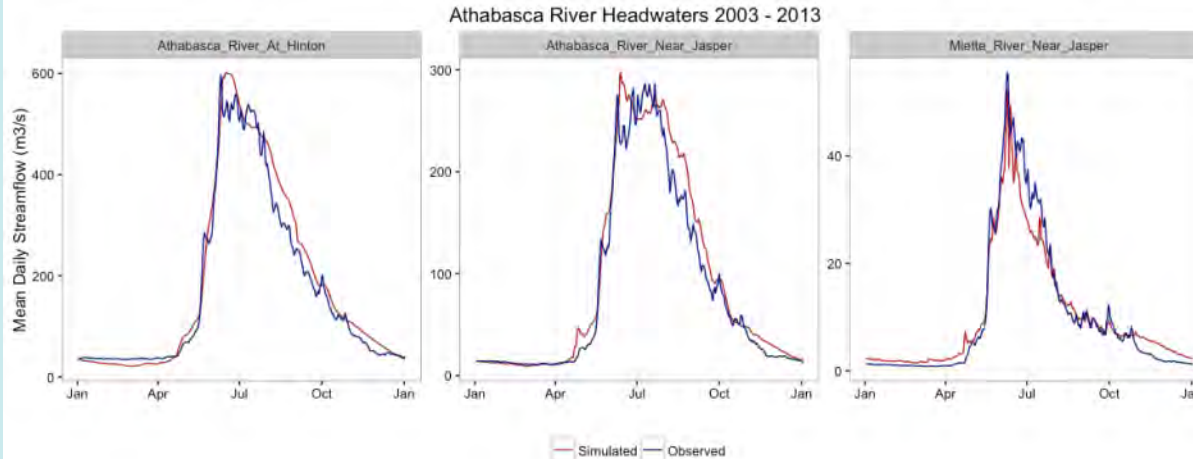 Athabasca River Headwaters 2003 - 2013
Athabasca_River_At_Hinton
Athabasca_River_Near_Jasper
Miette_River_Near_Jasper
Mean Daily Streamflow (m3/s)
600
400
200
0
300
200
100
0
40
20
0
Jan Apr Jul Oct Jan
Jan Apr Jul Oct Jan
Jan Apr Jul Oct
Simulated Observed